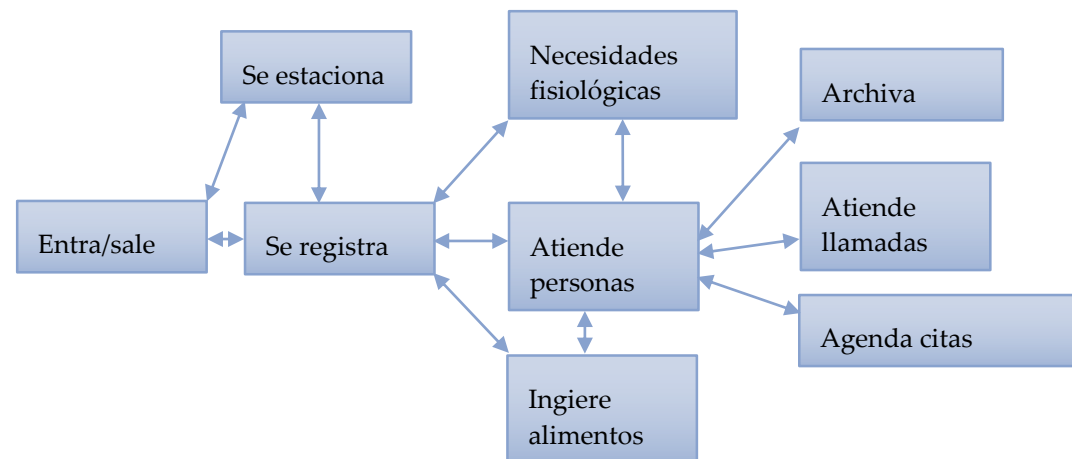 Se estaciona
Necesidades
fisiológicas
Archiva
Entra/sale
Se registra
Atiende
personas
Atiende
llamadas
Agenda citas
Ingiere
alimentos